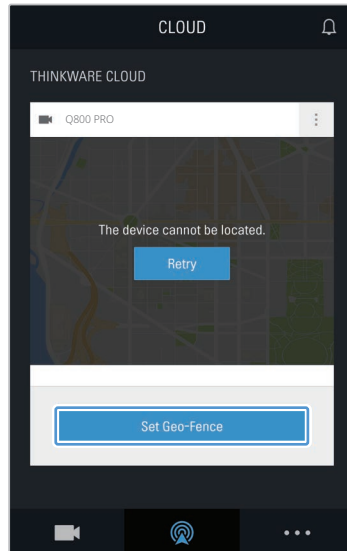 CLOUD
THINKWARE CLOUD
Q800 PRO
The device cannot be located.
Retry
Set Geo-Fence